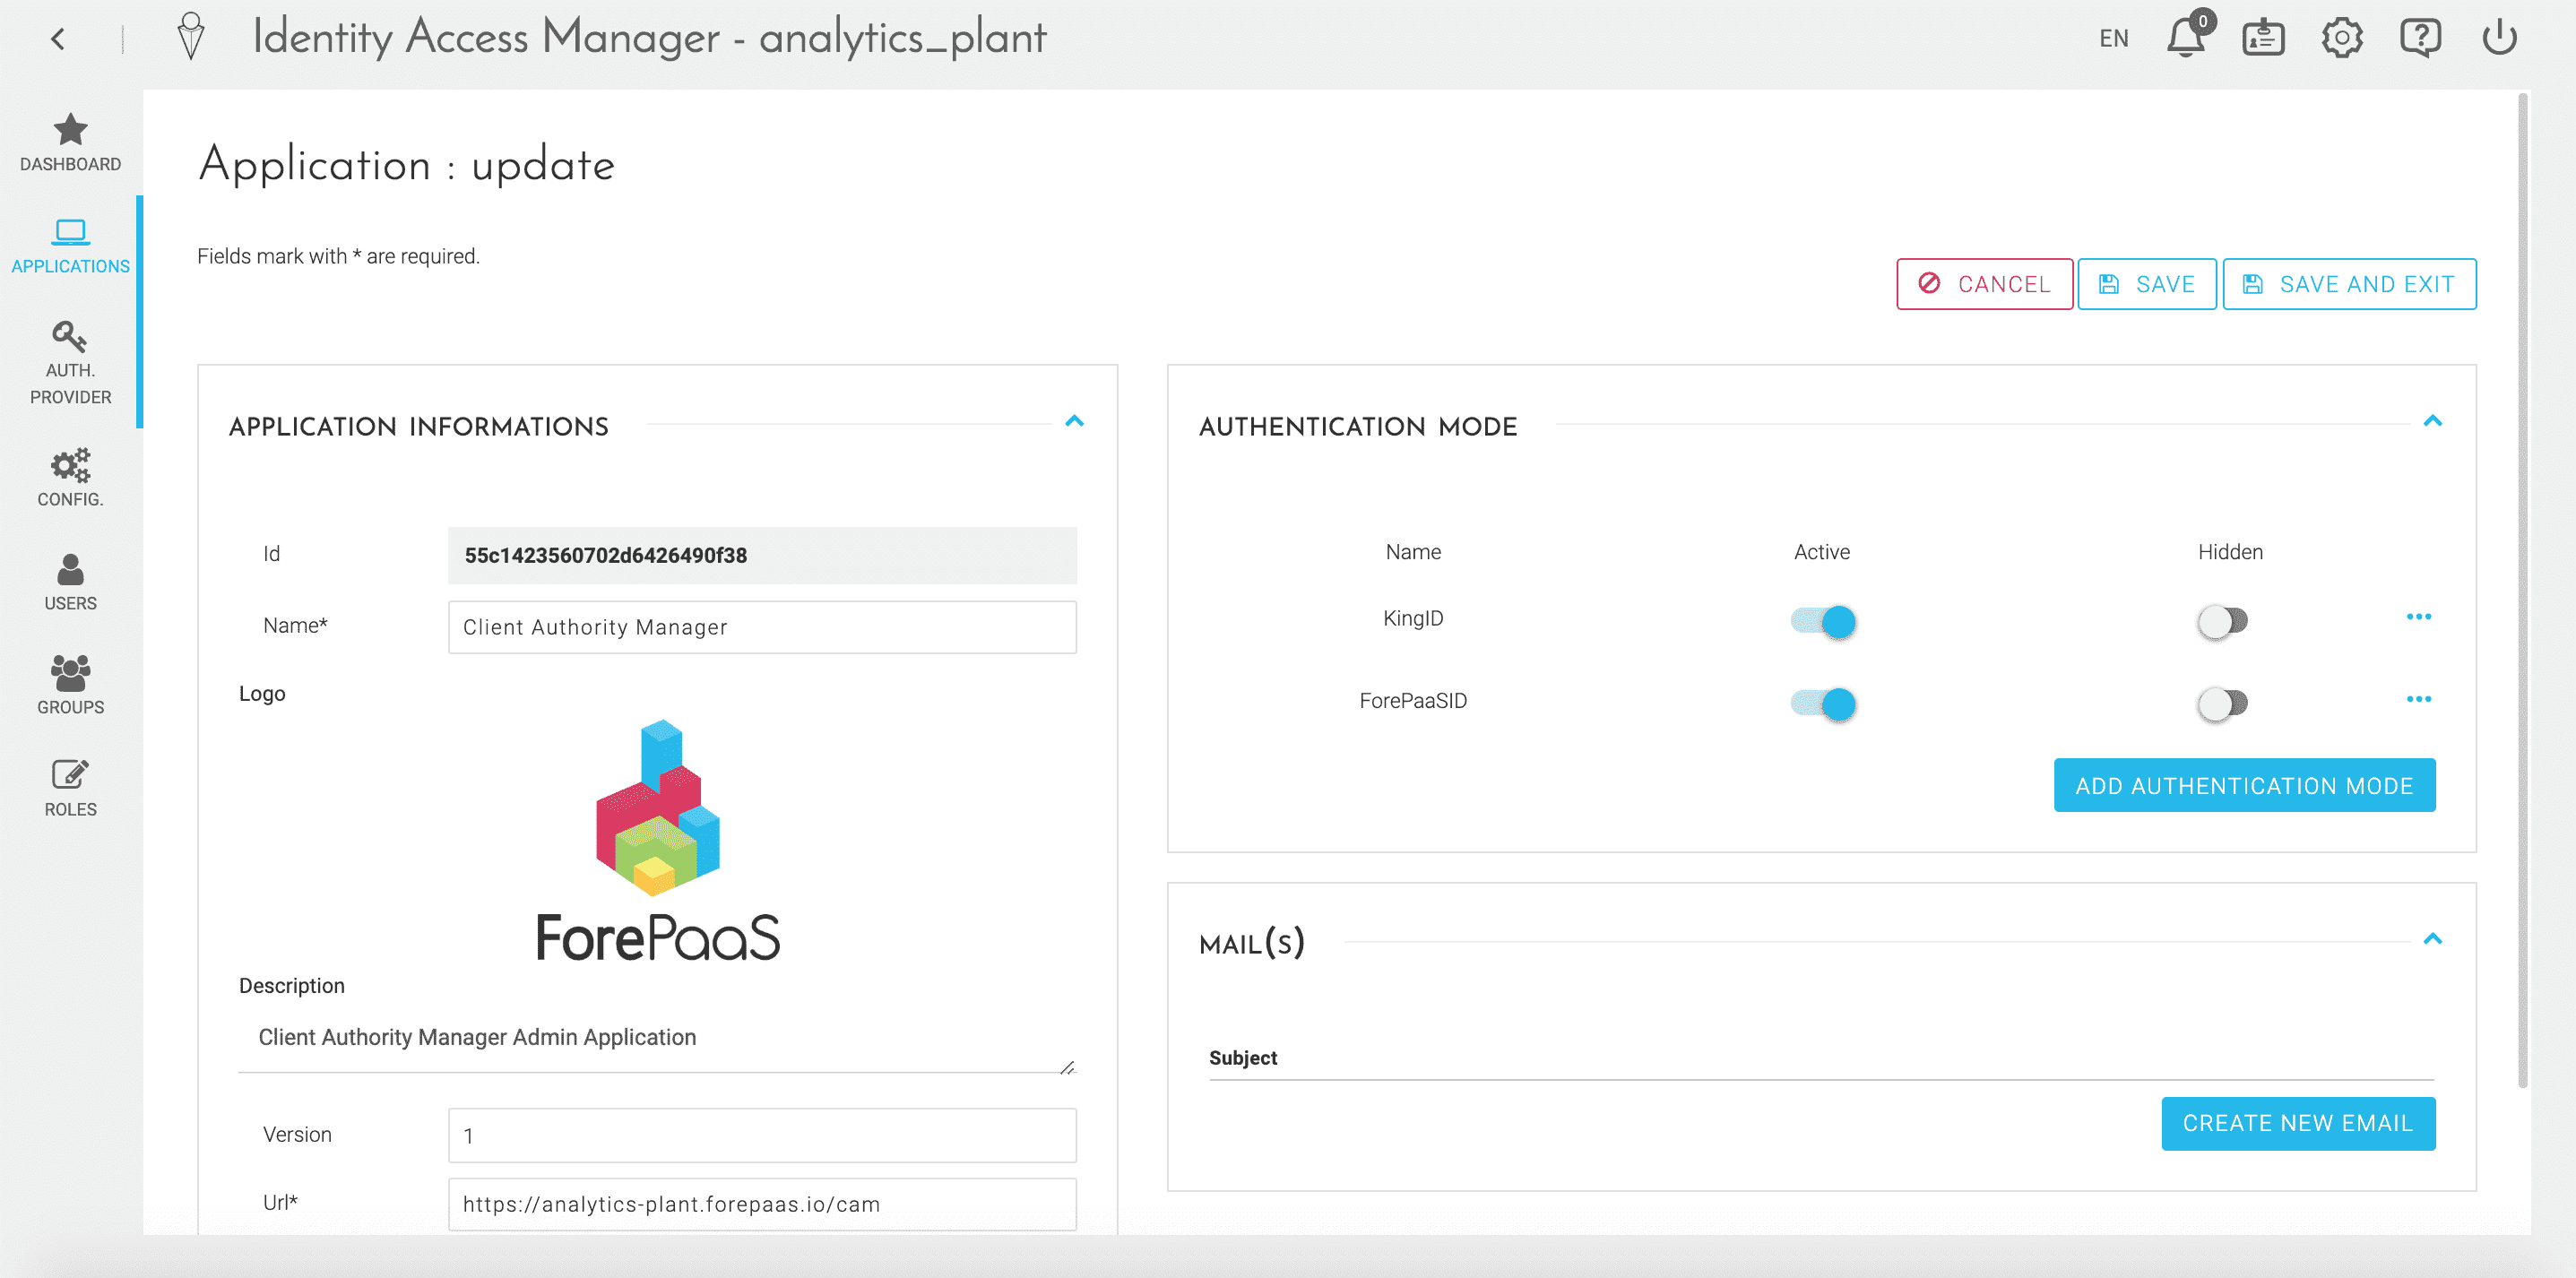 Identity Access Manager - analytics_plant
EN
0
DASHBOARD
APPLICATIONS
AUTH.
PROVIDER
CONFIG.
USERS
GROUPS
ROLES
Application : update
Fields mark with * are required.
CANCEL
SAVE
SAVE AND EXIT
APPLICATION INFORMATIONS
Id
55c1423560702d6426490f38
Name*
Client Authority Manager
Logo
ForePaaS
Description
Client Authority Manager Admin Application
Version
1
Url*
https://analytics-plant.forepaas.io/cam
AUTHENTICATION MODE
Name Active Hidden
KingID
ForePaaSID
ADD AUTHENTICATION MODE
MAIL(S)
Subject
CREATE NEW EMAIL